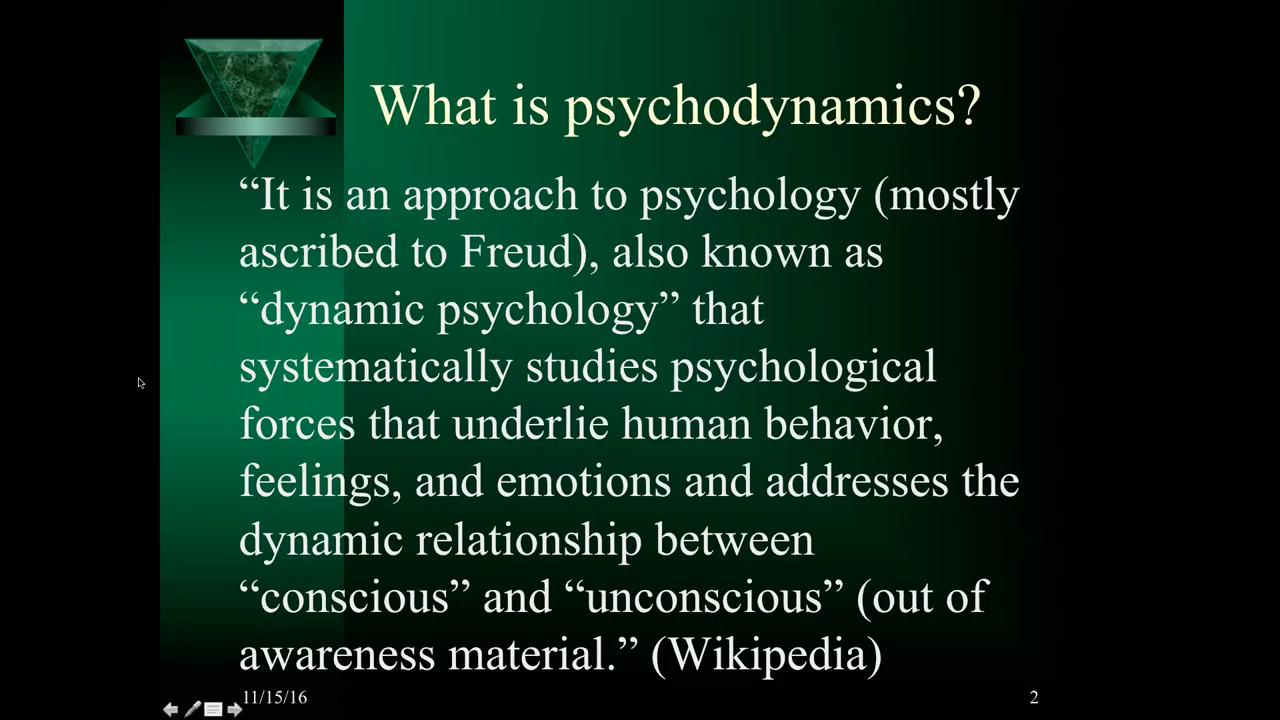 What is psychodynamics?
“It is an approach to psychology (mostly
ascribed to Freud), also known as
“dynamic psychology” that
systematically studies psychological
forces that underlie human behavior,
feelings, and emotions and addresses the
dynamic relationship between
“conscious” and “unconscious” (out of
awareness material.” (Wikipedia)
11/15/16
2